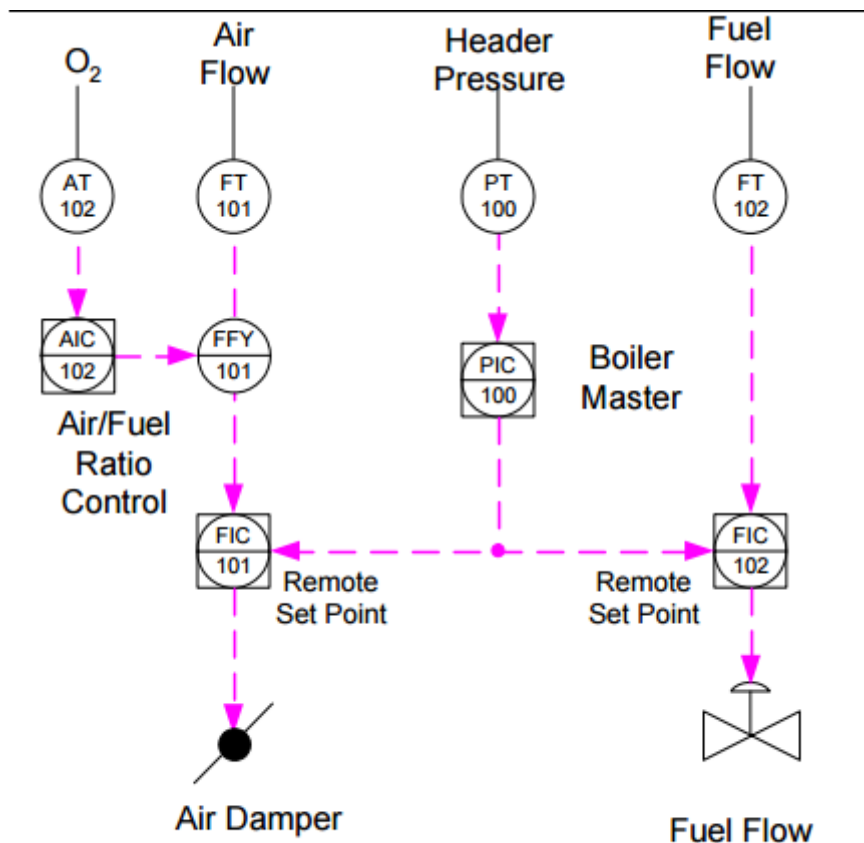 O2
Air
Flow
Header
Pressure
Fuel
Flow
AT
102
FT
101
PT
100
FT
102
AIC
102
FFY
101
PIC
100
Boiler
Master
Air/Fuel
Ratio
Control
FIC
101
Remote
Set Point
Remote
Set Point
FIC
102
Air Damper
Fuel Flow